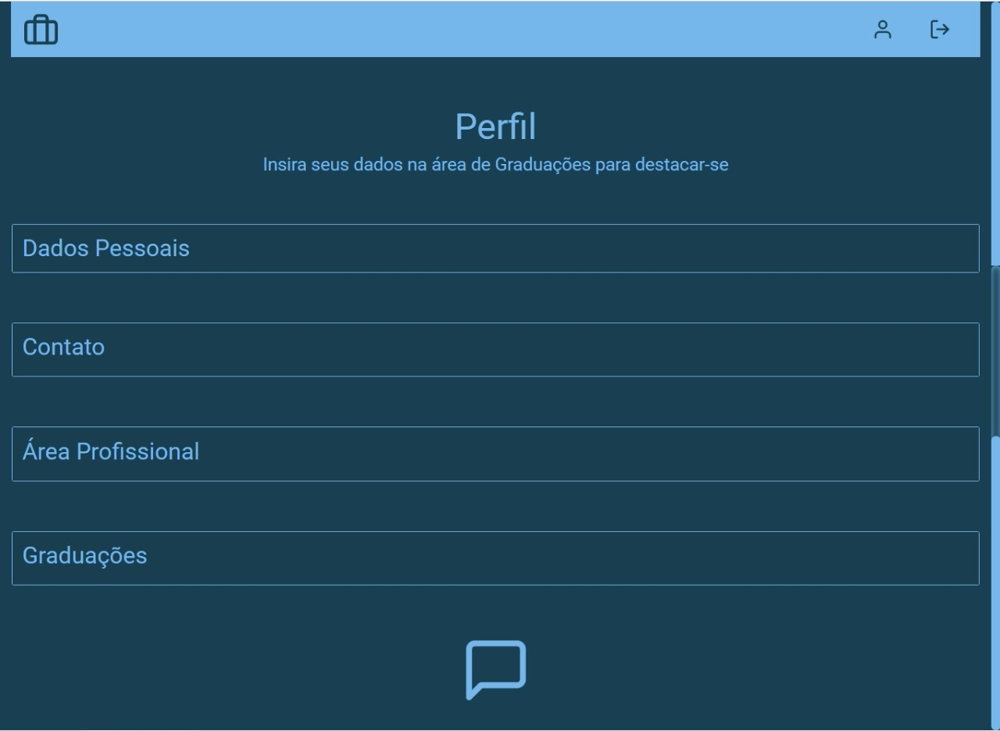 Perfil
Insira seus dados na área de Graduações para destacar-se
Dados Pessoais
Contato
Área Profissional
Graduações